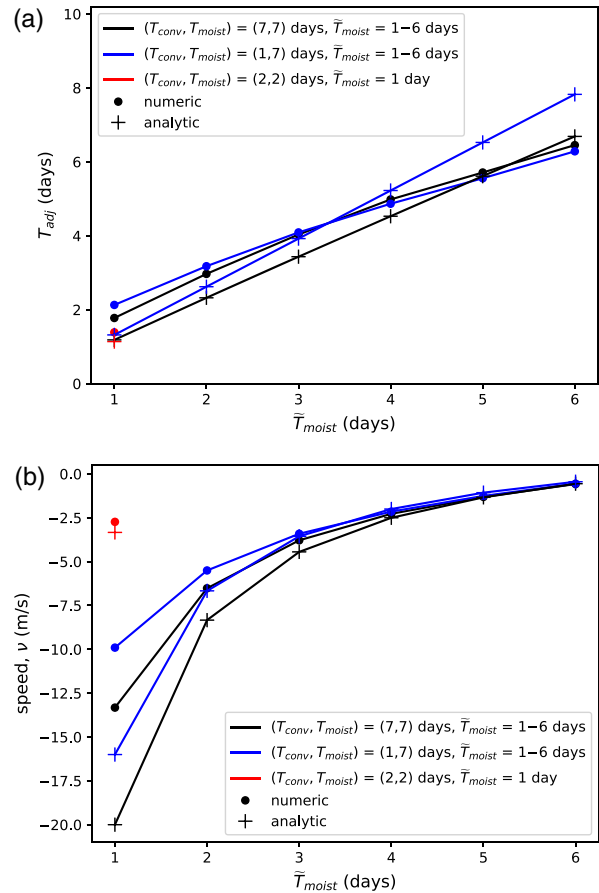 (a)
(T_conv, T_moist) = (7,7) days, T̃_moist = 1−6 days
(T_conv, T_moist) = (1,7) days, T̃_moist = 1−6 days
(T_conv, T_moist) = (2,2) days, T̃_moist = 1 day
numeric
analytic
10
8
6
4
2
0
T_adj (days)
1 2 3 4 5 6
T̃_moist (days)
(b)
0.0
−2.5
−5.0
−7.5
−10.0
−12.5
−15.0
−17.5
−20.0
speed, ν (m/s)
(T_conv, T_moist) = (7,7) days, T̃_moist = 1−6 days
(T_conv, T_moist) = (1,7) days, T̃_moist = 1−6 days
(T_conv, T_moist) = (2,2) days, T̃_moist = 1 day
numeric
analytic
1 2 3 4 5 6
T̃_moist (days)